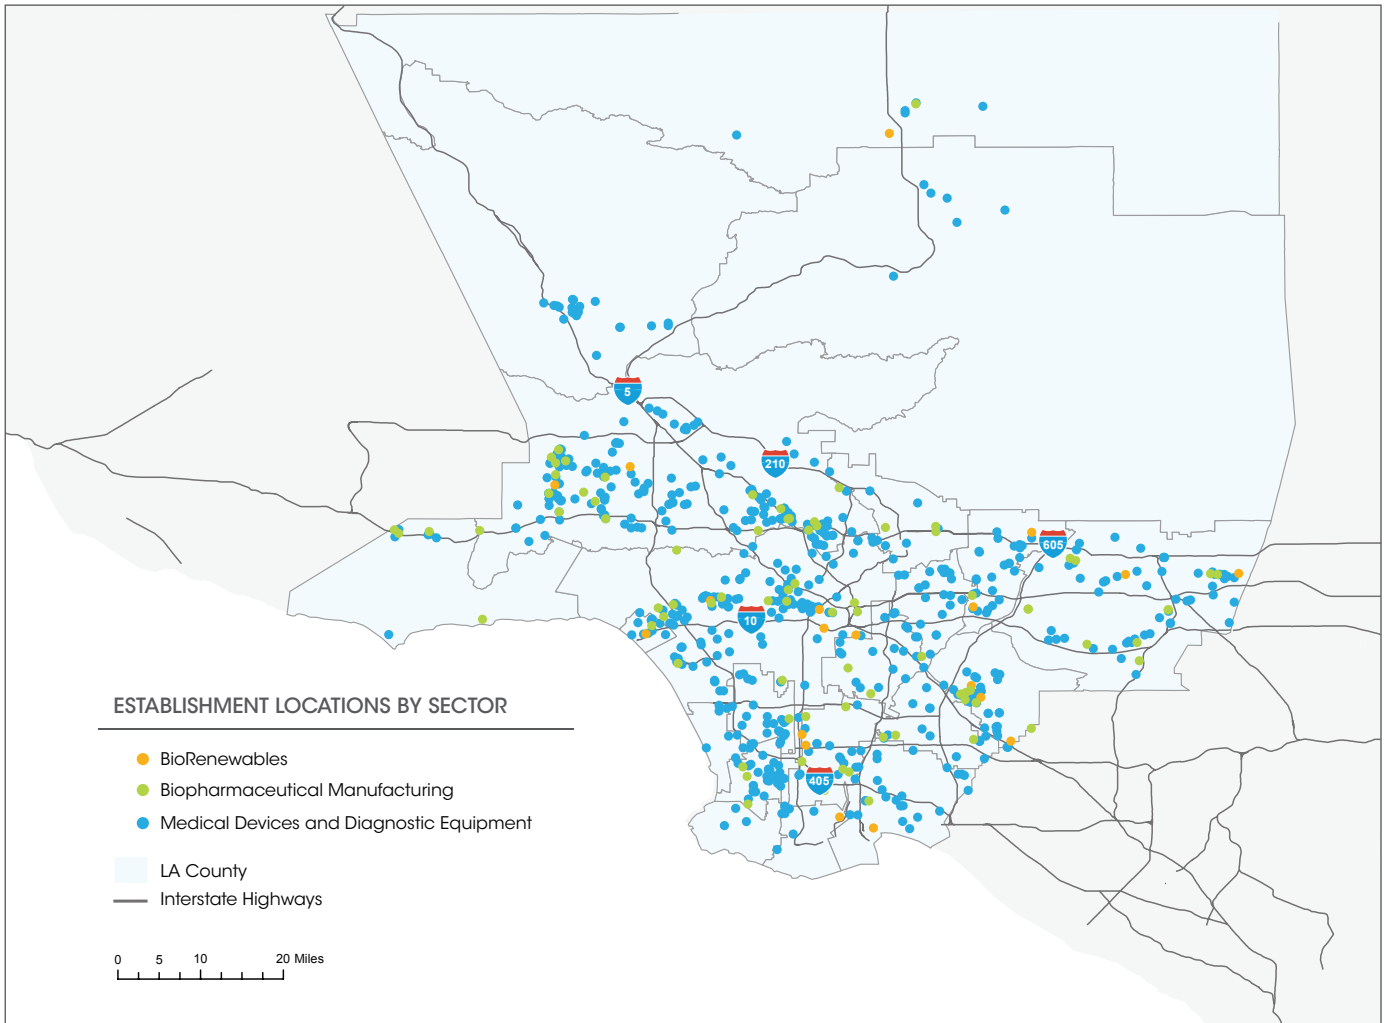 5
210
605
10
405
ESTABLISHMENT LOCATIONS BY SECTOR
BioRenewables
Biopharmaceutical Manufacturing
Medical Devices and Diagnostic Equipment
LA County
Interstate Highways
0 5 10 20 Miles